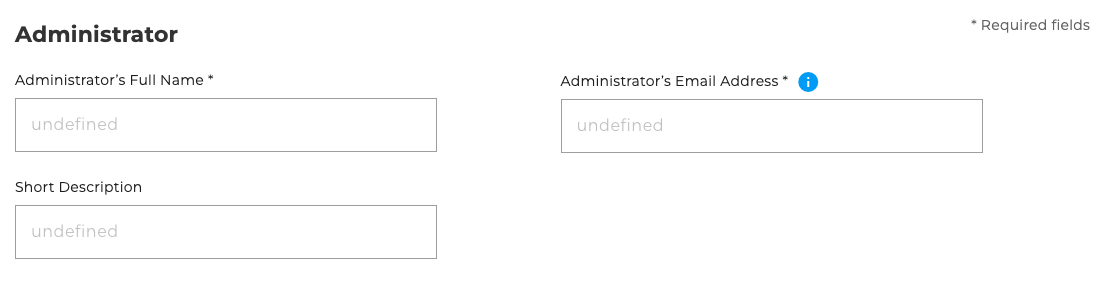 Administrator
* Required fields
Administrator’s Full Name *
Administrator’s Email Address * i
undefined
undefined
Short Description
undefined